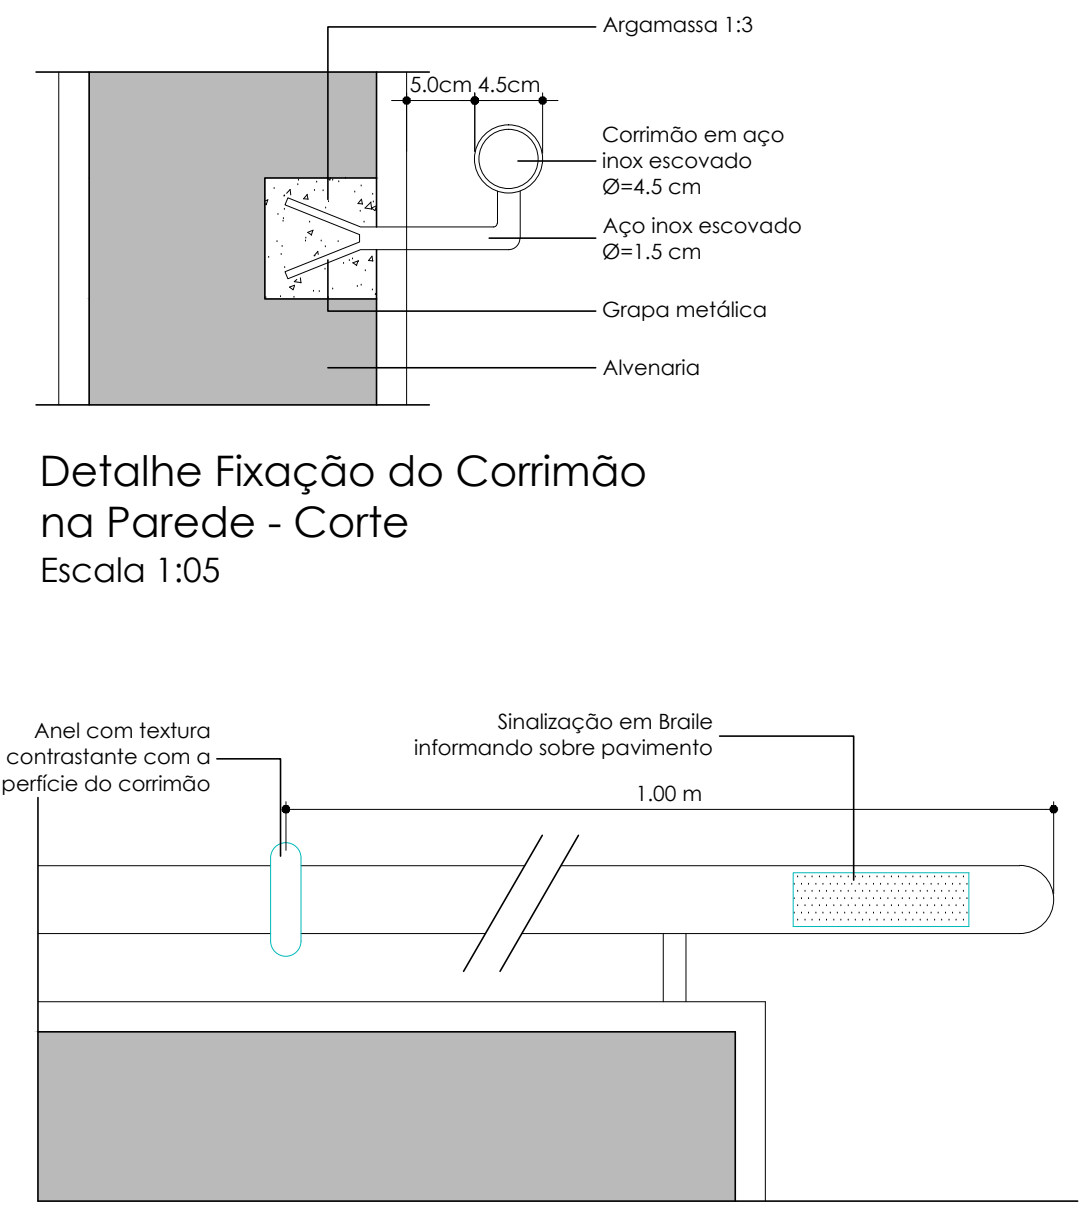 Argamassa 1:3
5.0cm 4.5cm
Corrimão em aço
inox escovado
Ø=4.5 cm
Aço inox escovado
Ø=1.5 cm
Grapa metálica
Alvenaria
Detalhe Fixação do Corrimão
na Parede - Corte
Escala 1:05
Anel com textura
contrastante com a
perfície do corrimão
Sinalização em Braile
informando sobre pavimento
1.00 m